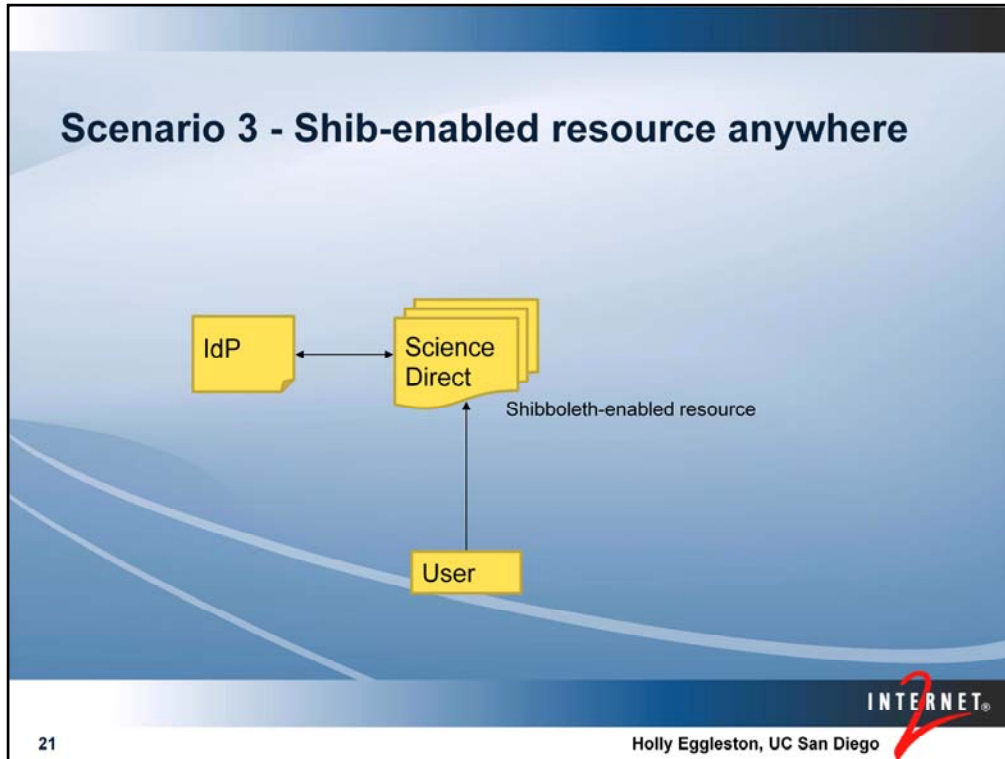 Scenario 3 - Shib-enabled resource anywhere
IdP
Science
Direct
Shibboleth-enabled resource
User
INTERNET®
2
21
Holly Eggleston, UC San Diego